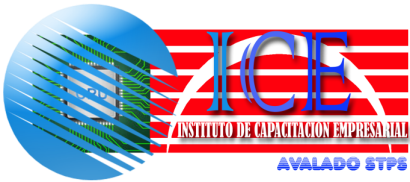 ICE
INSTITUTO DE CAPACITACION EMPRESARIAL
AVALADO STPS